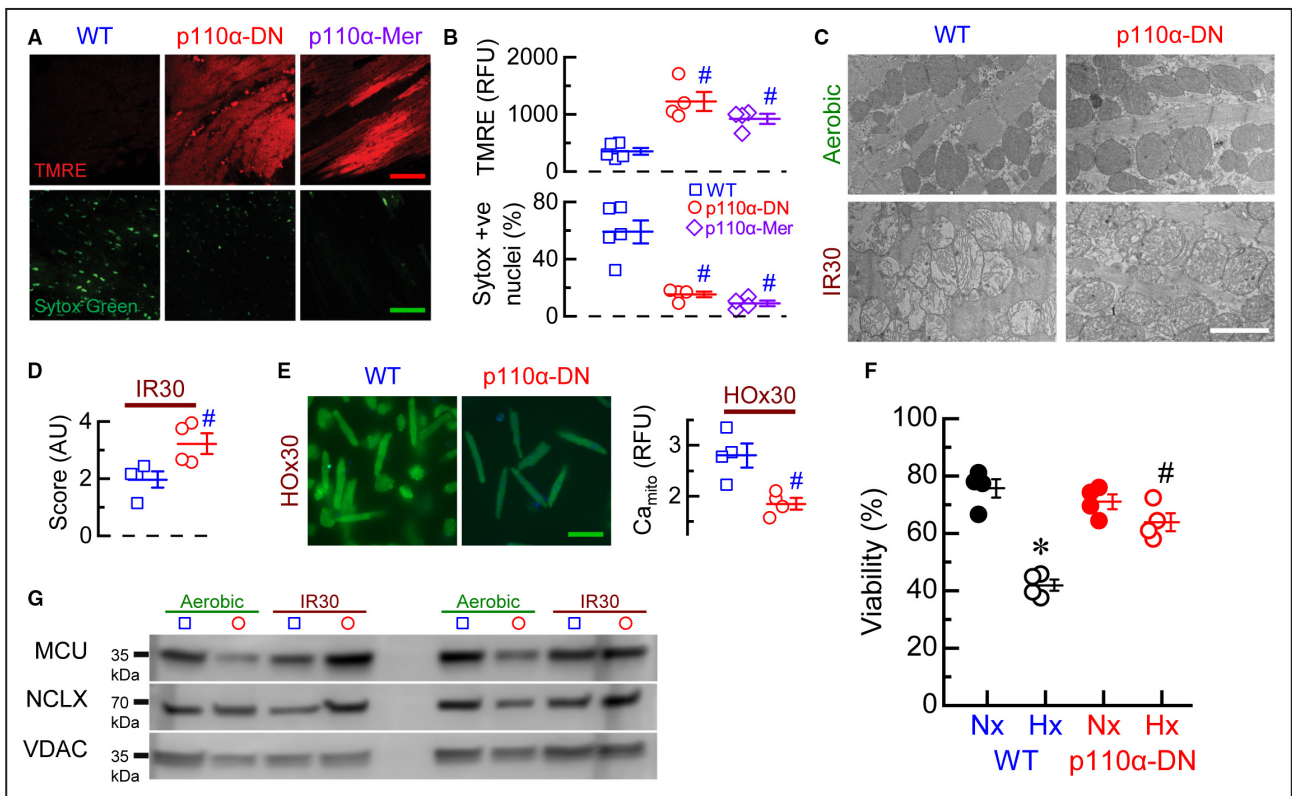 A
WT
p110α-DN
p110α-Mer
TMRE
Sytox Green
B
TMRE (RFU)
2000
1000
0
#
#
Sytox +ve
nuclei (%)
80
40
0
WT
p110α-DN
p110α-Mer
#
#
C
WT
p110α-DN
Aerobic
IR30
D
IR30
Score (AU)
4
2
0
#
E
WT
p110α-DN
HOx30
HOx30
Camito (RFU)
3
2
#
F
Viability (%)
100
80
60
40
20
0
*
#
Nx Hx Nx Hx
WT p110α-DN
G
Aerobic IR30 Aerobic IR30
MCU 35
kDa
NCLX 70
kDa
VDAC 35
kDa